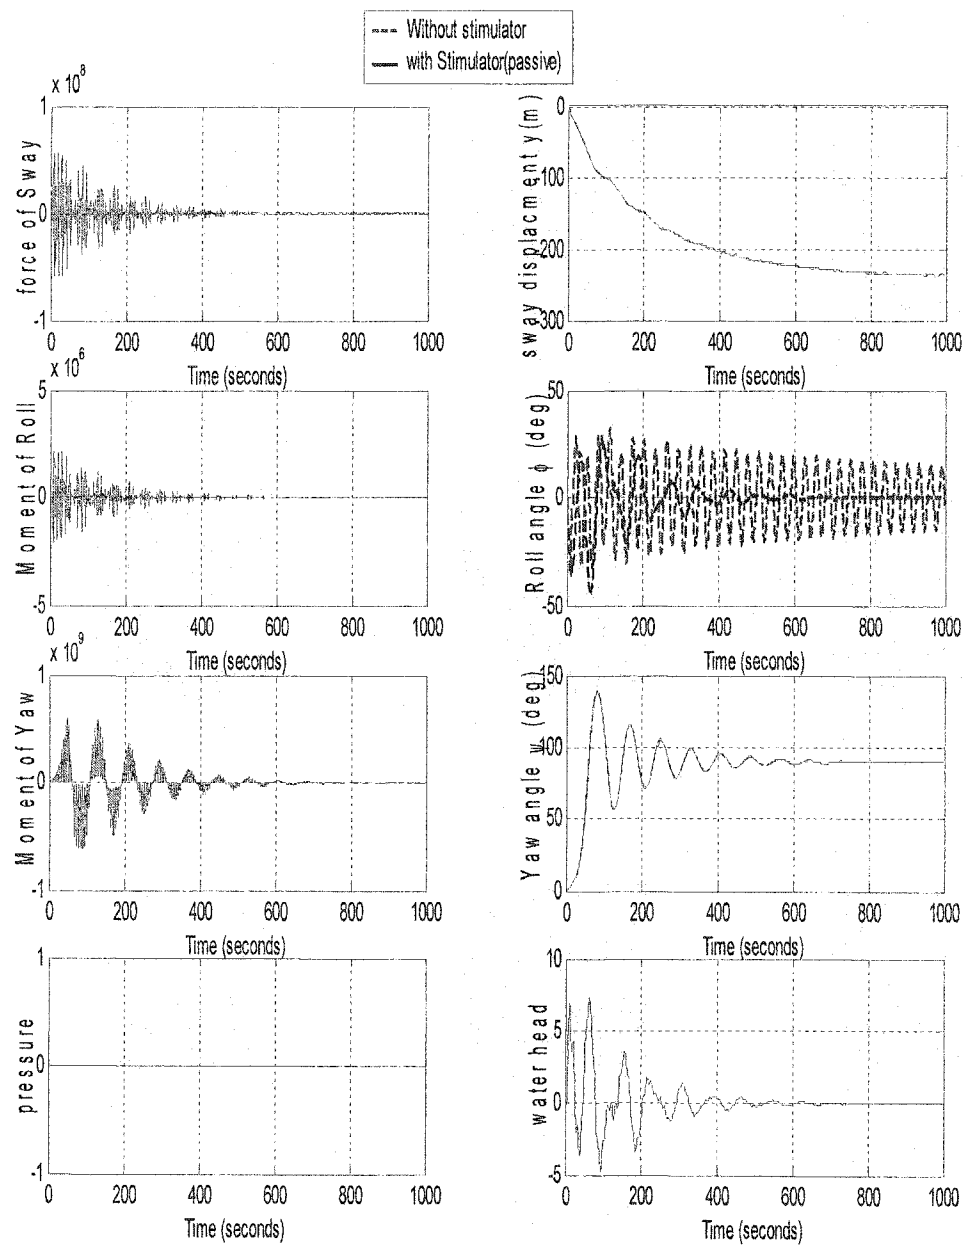 Without stimulator
with Stimulator(passive)
x 10^8
1
0
-1
force of Sway
0 200 400 600 800 1000
Time (seconds)
0
100
200
300
sway displacment y(m)
0 200 400 600 800 1000
Time (seconds)
x 10^6
5
0
-5
Moment of Roll
0 200 400 600 800 1000
Time (seconds)
50
0
-50
Roll angle ϕ (deg)
0 200 400 600 800 1000
Time (seconds)
x 10^9
1
0
-1
Moment of Yaw
0 200 400 600 800 1000
Time (seconds)
150
100
50
0
Yaw angle ψ (deg)
0 200 400 600 800 1000
Time (seconds)
1
0
-1
pressure
0 200 400 600 800 1000
Time (seconds)
10
5
0
-5
water head
0 200 400 600 800 1000
Time (seconds)